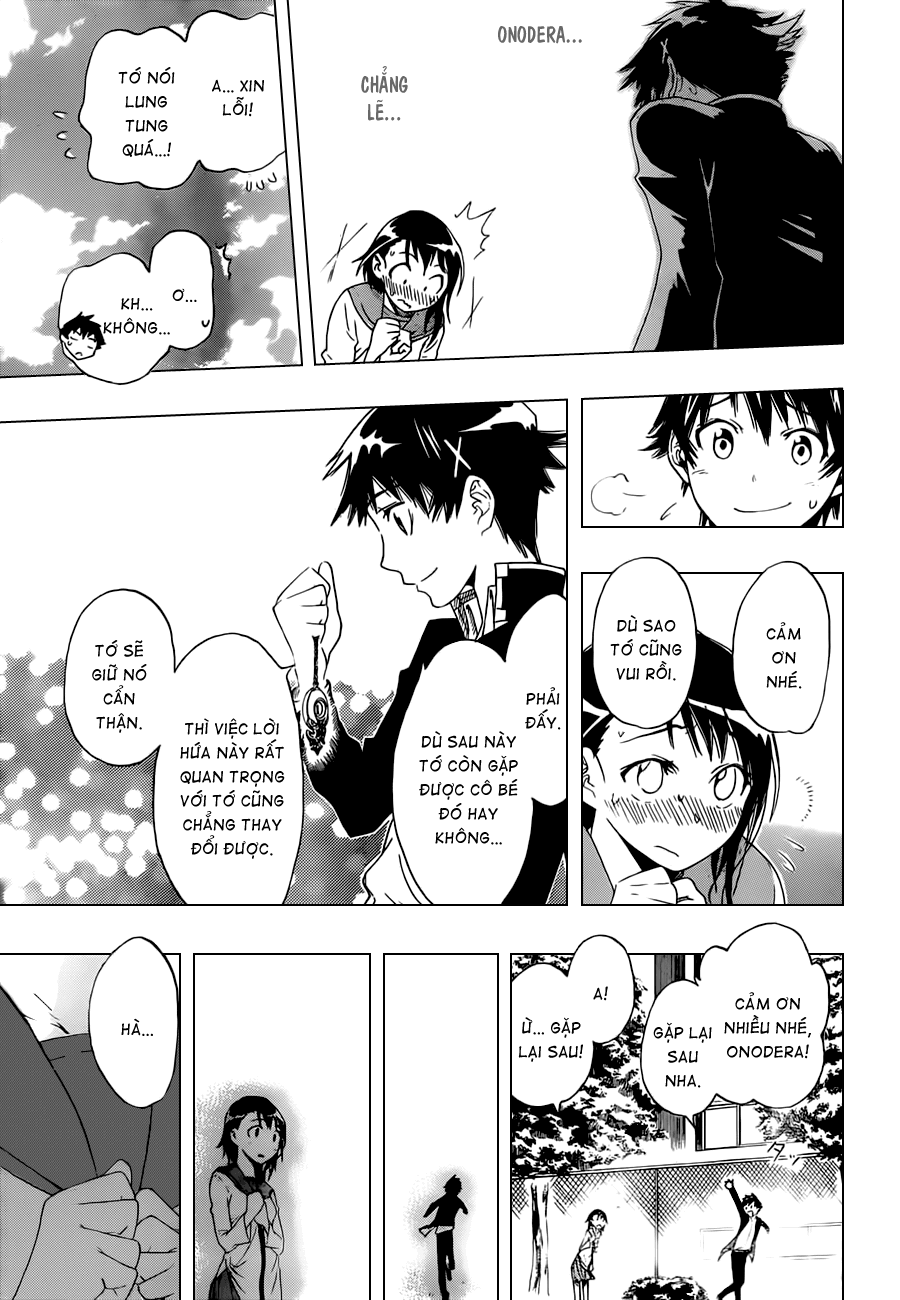 ONODERA...
CHẲNG
LẼ...
A... XIN
LỖI!
TỚ NÓI
LUNG
TUNG
QUÁ...!
Ơ...
KH...
KHÔNG...
CẢM
ƠN
NHÉ.
DÙ SAO
TỚ CŨNG
VUI RỒI.
PHẢI
ĐẤY.
DÙ SAU NÀY
TỚ CÒN GẶP
ĐƯỢC CÔ BÉ
ĐÓ HAY
KHÔNG...
THÌ VIỆC LỜI
HỨA NÀY RẤT
QUAN TRỌNG
VỚI TỚ CŨNG
CHẲNG THAY
ĐỔI ĐƯỢC.
TỚ SẼ
GIỮ NÓ
CẨN
THẬN.
CẢM ƠN
NHIỀU NHÉ,
ONODERA!
GẶP LẠI
SAU
NHA.
A!
Ừ... GẶP
LẠI SAU!
タッ
HÀ...